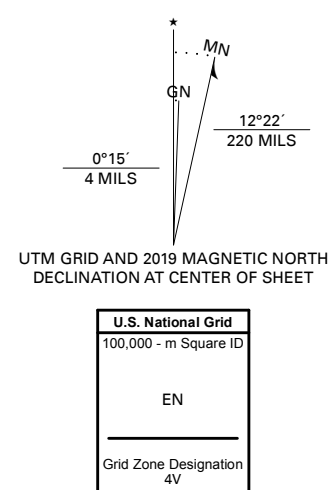 ★
MN
GN
0°15´
4 MILS
12°22´
220 MILS
UTM GRID AND 2019 MAGNETIC NORTH
DECLINATION AT CENTER OF SHEET
U.S. National Grid
100,000 - m Square ID
EN
Grid Zone Designation
4V